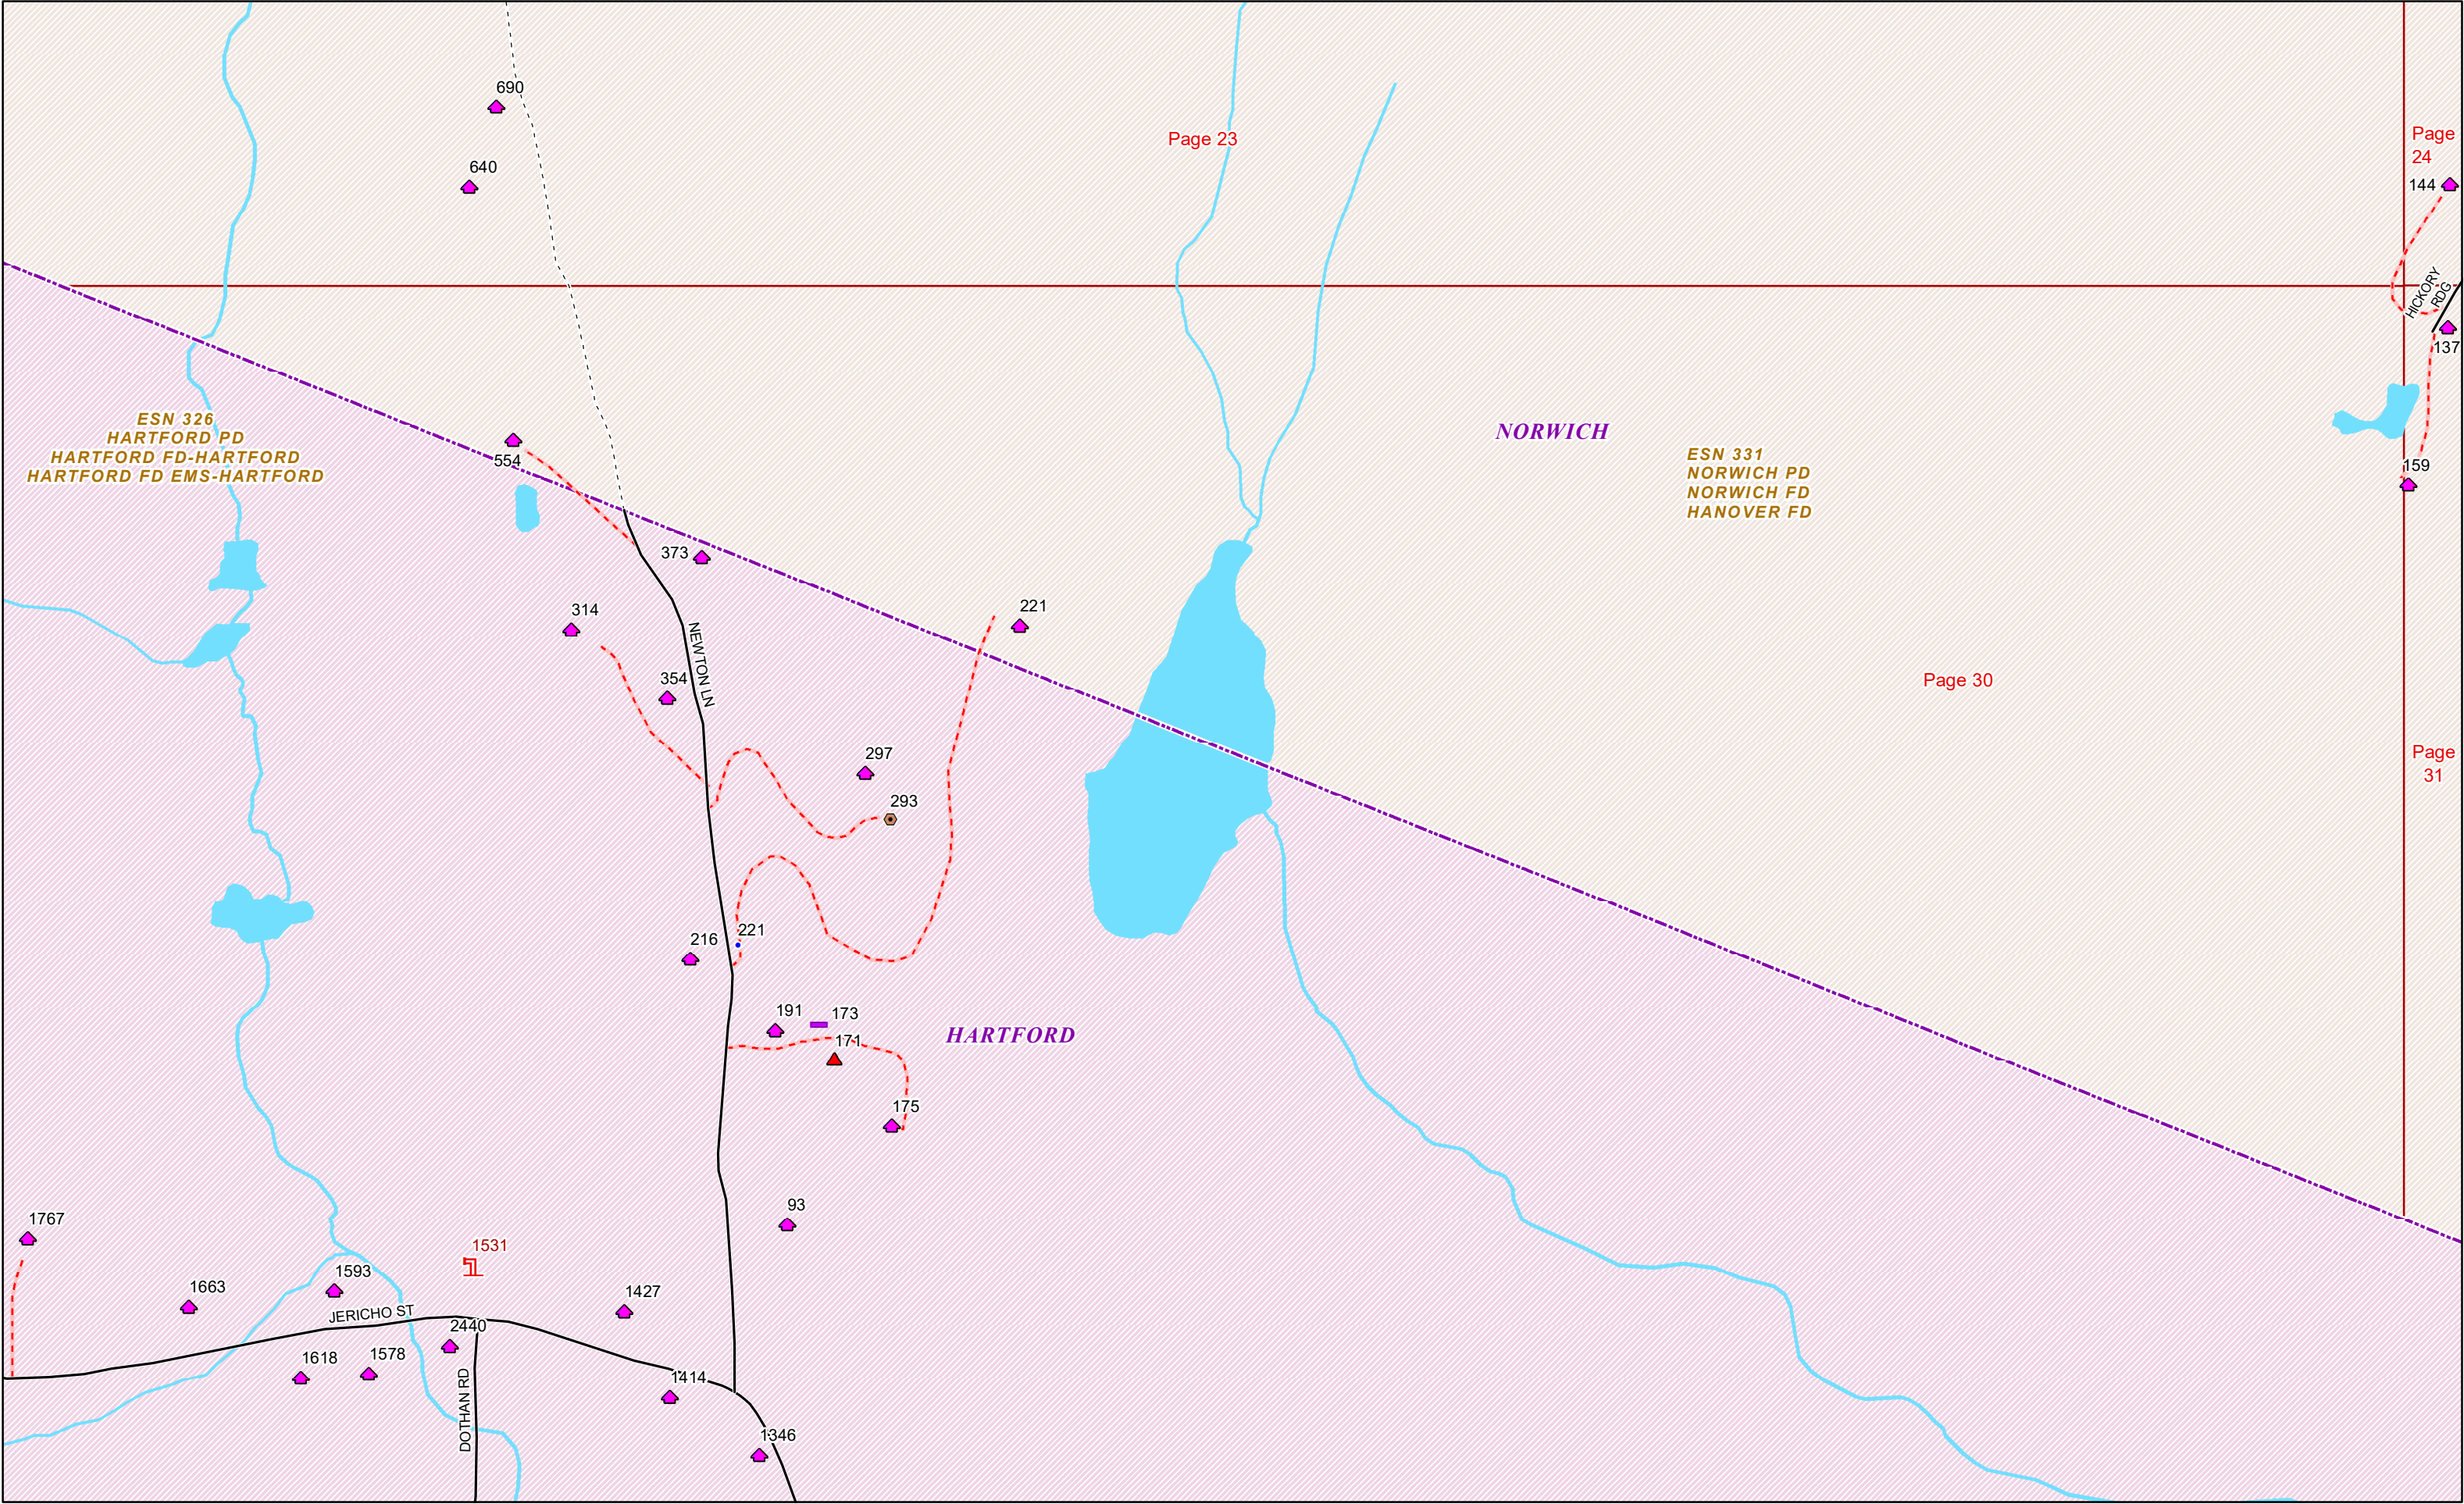 690
Page 23
Page
24
640
144
HICKORY
RDG
137
ESN 326
HARTFORD PD
HARTFORD FD-HARTFORD
HARTFORD FD EMS-HARTFORD
NORWICH
554
ESN 331
NORWICH PD
NORWICH FD
HANOVER FD
159
373
314
221
NEWTON LN
354
Page 30
297
Page
31
293
216
221
191
173
HARTFORD
171
175
93
1767
1531
1593
1663
1427
JERICHO ST
2440
1618
1578
1414
DOTHAN RD
1346